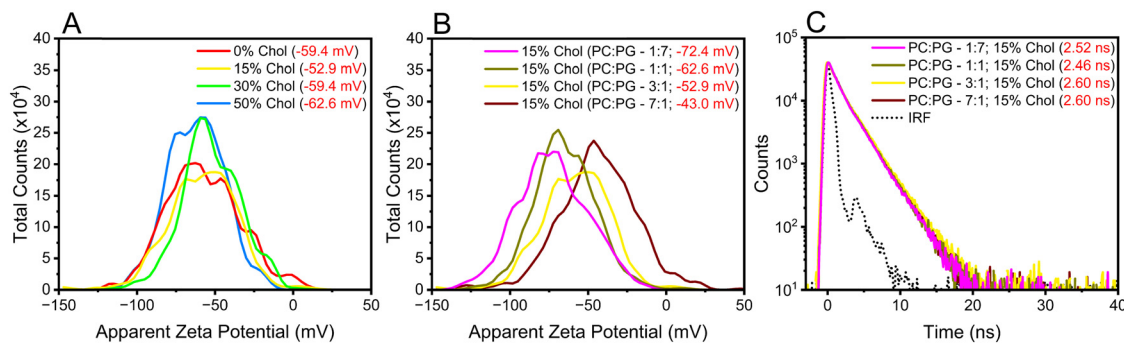 A
0% Chol (-59.4 mV)
15% Chol (-52.9 mV)
30% Chol (-59.4 mV)
50% Chol (-62.6 mV)
Total Counts (x10⁴)
40
35
30
25
20
15
10
5
0
-150 -100 -50 0 50
Apparent Zeta Potential (mV)
B
15% Chol (PC:PG - 1:7; -72.4 mV)
15% Chol (PC:PG - 1:1; -62.6 mV)
15% Chol (PC:PG - 3:1; -52.9 mV)
15% Chol (PC:PG - 7:1; -43.0 mV)
Total Counts (x10⁴)
40
35
30
25
20
15
10
5
0
-150 -100 -50 0 50
Apparent Zeta Potential (mV)
C
PC:PG - 1:7; 15% Chol (2.52 ns)
PC:PG - 1:1; 15% Chol (2.46 ns)
PC:PG - 3:1; 15% Chol (2.60 ns)
PC:PG - 7:1; 15% Chol (2.60 ns)
IRF
Counts
10⁵
10⁴
10³
10²
10¹
0 10 20 30 40
Time (ns)